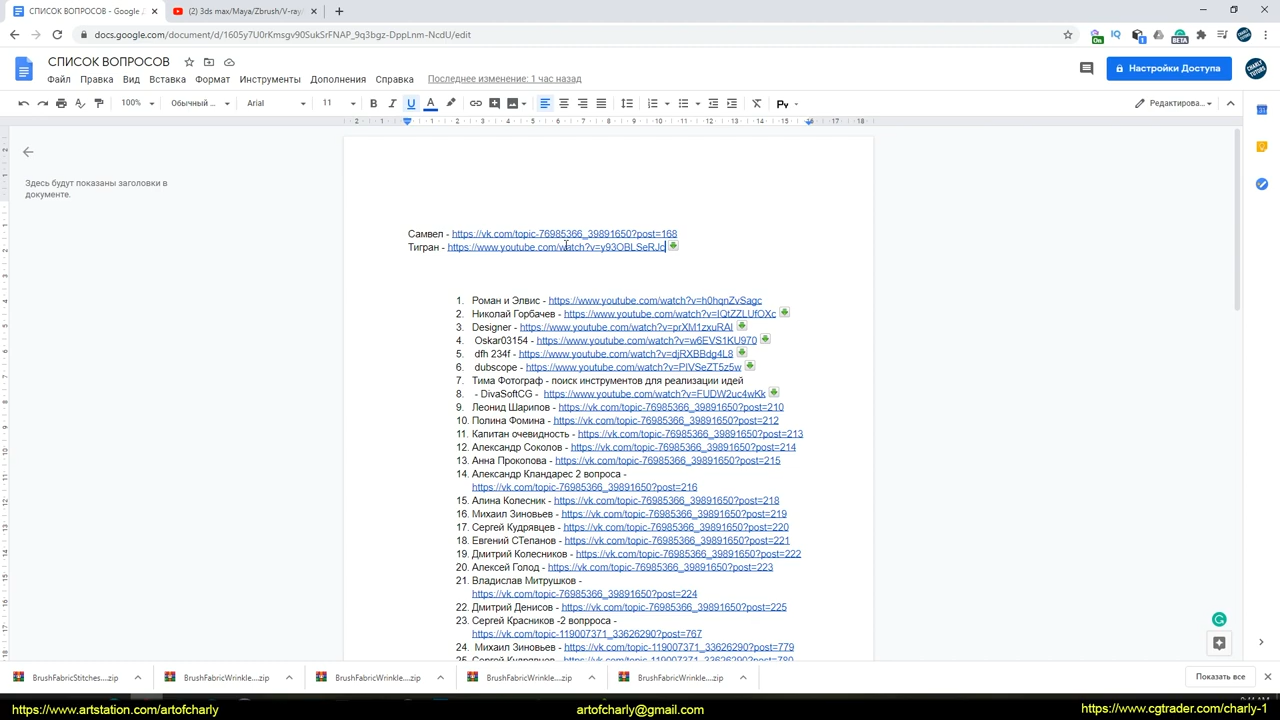 СПИСОК ВОПРОСОВ - Google Д
(2) 3ds max/Maya/Zbrush/V-ray/
docs.google.com/document/d/1605y7U0rKmsgv90SukSrFNAP_9q3bgz-DppLnm-NcdU/edit
СПИСОК ВОПРОСОВ
Файл Правка Вид Вставка Формат Инструменты Дополнения Справка Последнее изменение: 1 час назад
Настройки Доступа
100% Обычный ... Arial 11 Редактирова...
Здесь будут показаны заголовки в
документе.
Самвел - https://vk.com/topic-76985366_39891650?post=168
Тигран - https://www.youtube.com/watch?v=y93OBLSeRJc
1. Роман и Элвис - https://www.youtube.com/watch?v=h0hqnZvSagc
2. Николай Горбачев - https://www.youtube.com/watch?v=IQtZZLUfOXc
3. Designer - https://www.youtube.com/watch?v=prXM1zxuRAI
4. Oskar03154 - https://www.youtube.com/watch?v=w6EVS1KU970
5. dfh 234f - https://www.youtube.com/watch?v=djRXBBdg4L8
6. dubscope - https://www.youtube.com/watch?v=PIVSeZT5z5w
7. Тима Фотограф - поиск инструментов для реализации идей
8. - DivaSoftCG - https://www.youtube.com/watch?v=FUDW2uc4wKk
9. Леонид Шарипов - https://vk.com/topic-76985366_39891650?post=210
10. Полина Фомина - https://vk.com/topic-76985366_39891650?post=212
11. Капитан очевидность - https://vk.com/topic-76985366_39891650?post=213
12. Александр Соколов - https://vk.com/topic-76985366_39891650?post=214
13. Анна Прокопова - https://vk.com/topic-76985366_39891650?post=215
14. Александр Кландарес 2 вопроса -
https://vk.com/topic-76985366_39891650?post=216
15. Алина Колесник - https://vk.com/topic-76985366_39891650?post=218
16. Михаил Зиновьев - https://vk.com/topic-76985366_39891650?post=219
17. Сергей Кудрявцев - https://vk.com/topic-76985366_39891650?post=220
18. Евгений СТепанов - https://vk.com/topic-76985366_39891650?post=221
19. Дмитрий Колесников - https://vk.com/topic-76985366_39891650?post=222
20. Алексей Голод - https://vk.com/topic-76985366_39891650?post=223
21. Владислав Митрушков -
https://vk.com/topic-76985366_39891650?post=224
22. Дмитрий Денисов - https://vk.com/topic-76985366_39891650?post=225
23. Сергей Красников -2 вопрроса -
https://vk.com/topic-119007371_33626290?post=767
24. Михаил Зиновьев - https://vk.com/topic-119007371_33626290?post=779
25. Сергей Кудрявцев - https://vk.com/topic-119007371_33626290?post=780
BrushFabricStitches....zip BrushFabricWrinkle....zip BrushFabricWrinkle....zip BrushFabricWrinkle....zip BrushFabricWrinkle....zip Показать все
https://www.artstation.com/artofcharly artofcharly@gmail.com https://www.cgtrader.com/charly-1